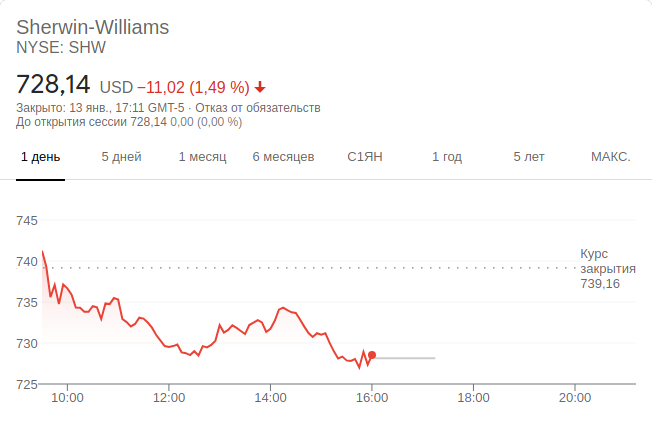 Sherwin-Williams
NYSE: SHW
728,14 USD −11,02 (1,49 %)
Закрыто: 13 янв., 17:11 GMT-5 · Отказ от обязательств
До открытия сессии 728,14 0,00 (0,00 %)
1 день 5 дней 1 месяц 6 месяцев С1ЯН 1 год 5 лет МАКС.
745
740
735
730
725
Курс
закрытия
739,16
10:00 12:00 14:00 16:00 18:00 20:00